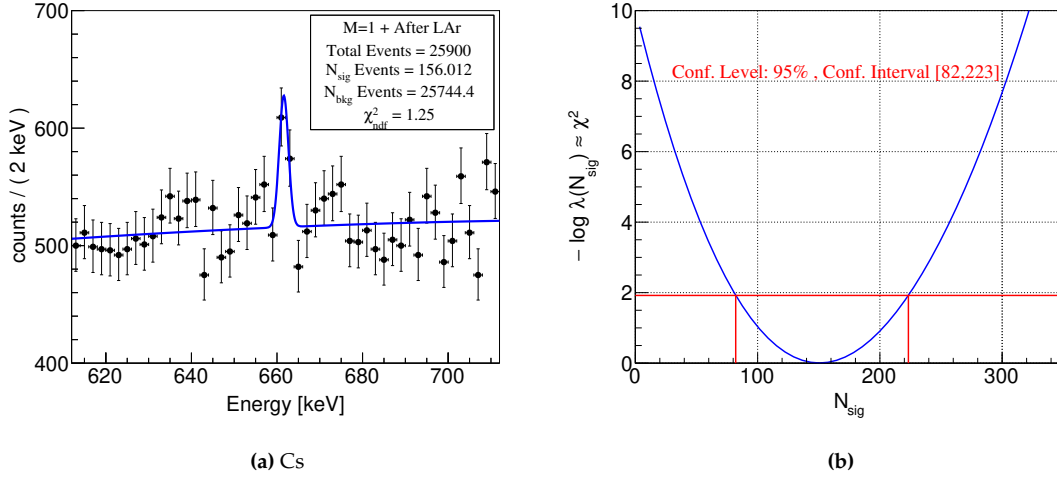 M=1 + After LAr
Total Events = 25900
N_sig Events = 156.012
N_bkg Events = 25744.4
χ²_ndf = 1.25
counts / ( 2 keV )
700
600
500
400
620 640 660 680 700
Energy [keV]
(a) Cs
Conf. Level: 95% , Conf. Interval [82,223]
− log λ(N_sig) ≈ χ²
10
8
6
4
2
0
0 100 200 300
N_sig
(b)